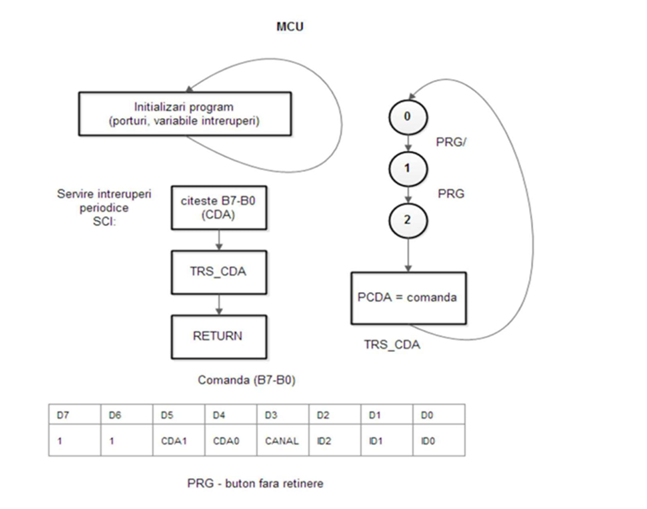 MCU
Initializari program
(porturi, variabile intreruperi)
0
PRG/
1
PRG
2
PCDA = comanda
TRS_CDA
Servire intreruperi
periodice
SCI:
citeste B7-B0
(CDA)
TRS_CDA
RETURN
Comanda (B7-B0)
D7 D6 D5 D4 D3 D2 D1 D0
1 1 CDA1 CDA0 CANAL ID2 ID1 ID0
PRG - buton fara retinere